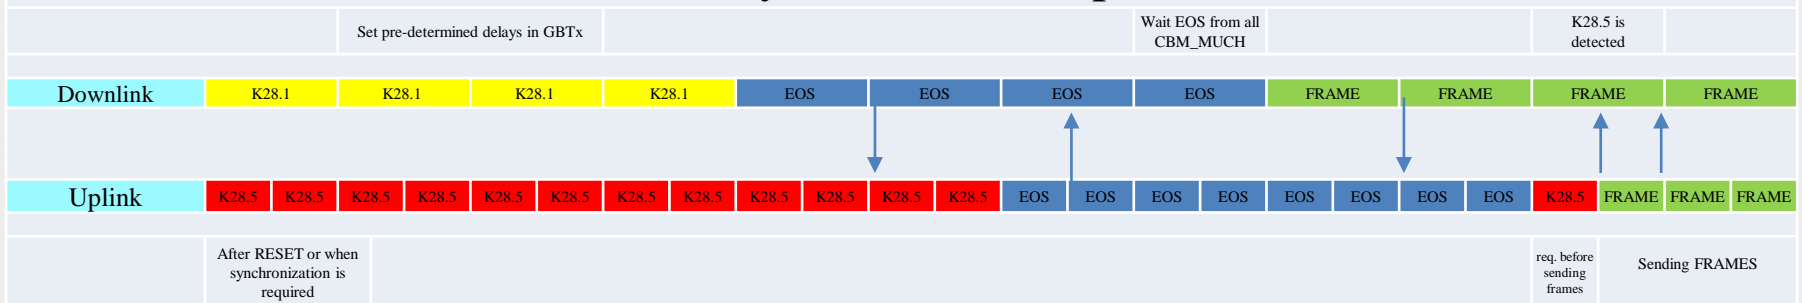 Set pre-determined delays in GBTx
Wait EOS from all
CBM_MUCH
K28.5 is
detected
Downlink K28.1 K28.1 K28.1 K28.1 EOS EOS EOS EOS FRAME FRAME FRAME FRAME
Uplink K28.5 K28.5 K28.5 K28.5 K28.5 K28.5 K28.5 K28.5 K28.5 K28.5 K28.5 K28.5 EOS EOS EOS EOS EOS EOS EOS EOS K28.5 FRAME FRAME FRAME
After RESET or when
synchronization is
required
req. before
sending
frames
Sending FRAMES